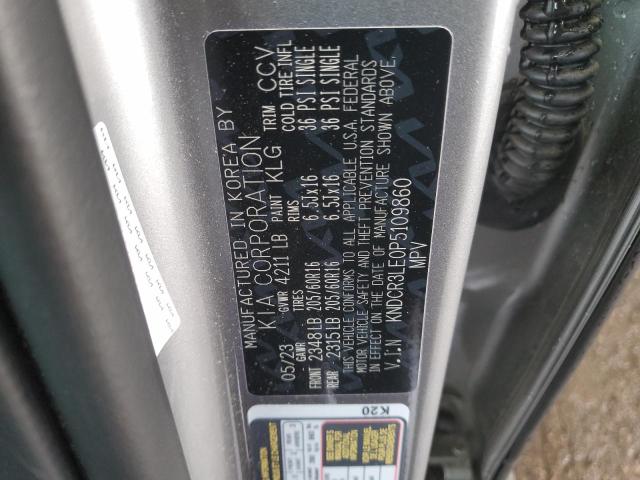 MANUFACTURED IN KOREA BY
KIA CORPORATION
05/23 GVWR 4211 LB PAINT KLG TRIM CCV
GAWR TIRES RIMS COLD TIRE INFL
FRONT 2348 LB 205/60R16 6.5Jx16 36 PSI SINGLE
REAR 2315 LB 205/60R16 6.5Jx16 36 PSI SINGLE
THIS VEHICLE CONFORMS TO ALL APPLICABLE U.S.A. FEDERAL
MOTOR VEHICLE SAFETY AND THEFT PREVENTION STANDARDS
IN EFFECT ON THE DATE OF MANUFACTURE SHOWN ABOVE.
V.I.N KNDCR3LE0P5109860
MPV
K20